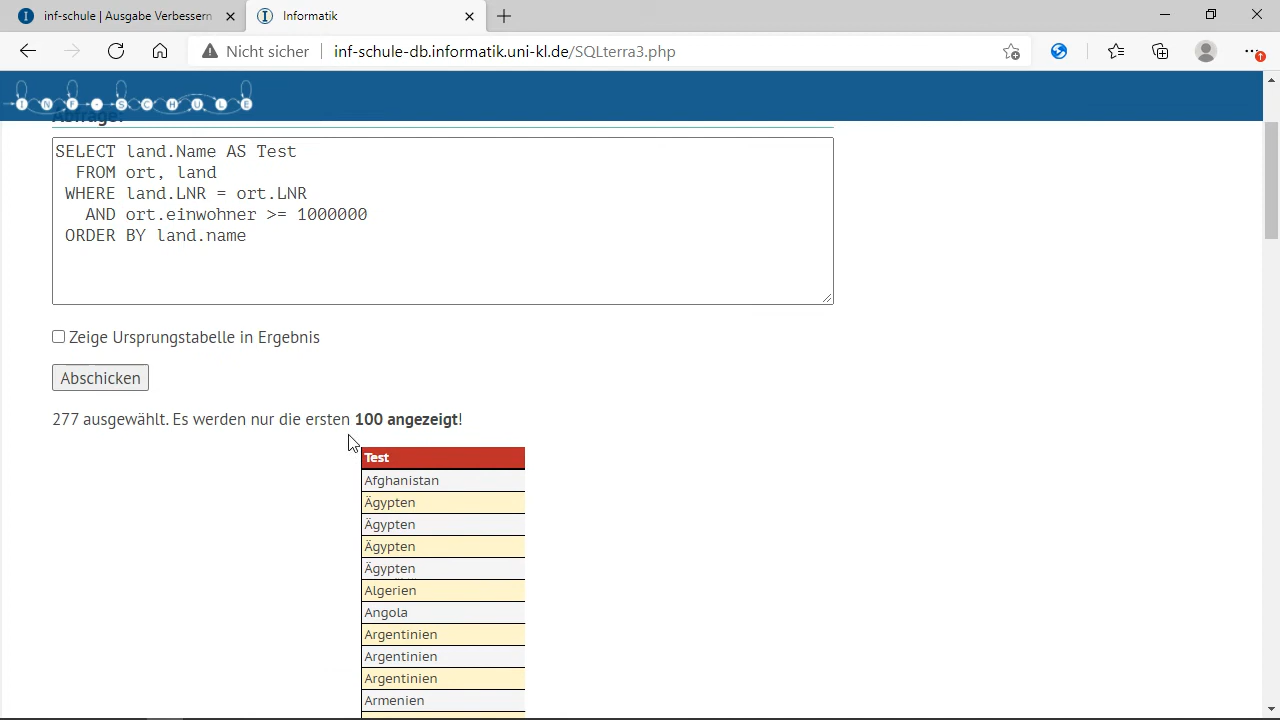 inf-schule | Ausgabe Verbessern
Informatik
Nicht sicher
inf-schule-db.informatik.uni-kl.de/SQLterra3.php
INF-SCHULE
Abfrage:
SELECT land.Name AS Test
FROM ort, land
WHERE land.LNR = ort.LNR
AND ort.einwohner >= 1000000
ORDER BY land.name
Zeige Ursprungstabelle in Ergebnis
Abschicken
277 ausgewählt. Es werden nur die ersten 100 angezeigt!
Test
Afghanistan
Ägypten
Ägypten
Ägypten
Ägypten
Algerien
Angola
Argentinien
Argentinien
Argentinien
Armenien